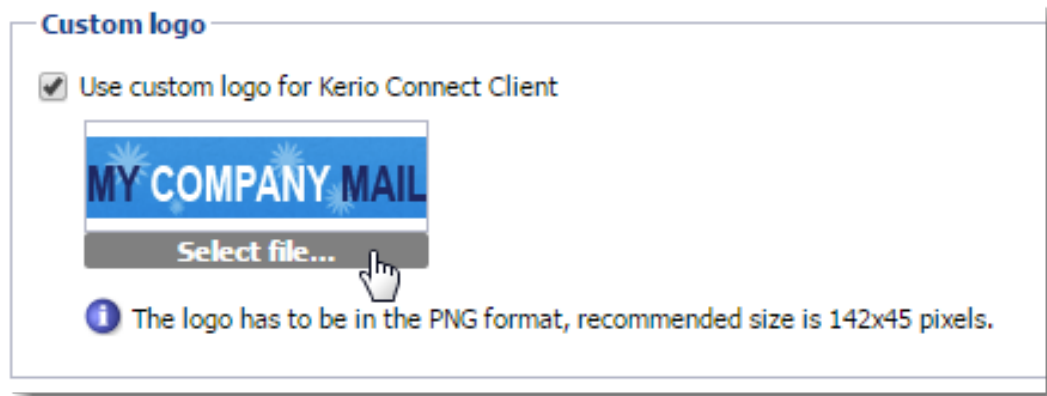 Custom logo
Use custom logo for Kerio Connect Client
MY COMPANY MAIL
Select file...
The logo has to be in the PNG format, recommended size is 142x45 pixels.